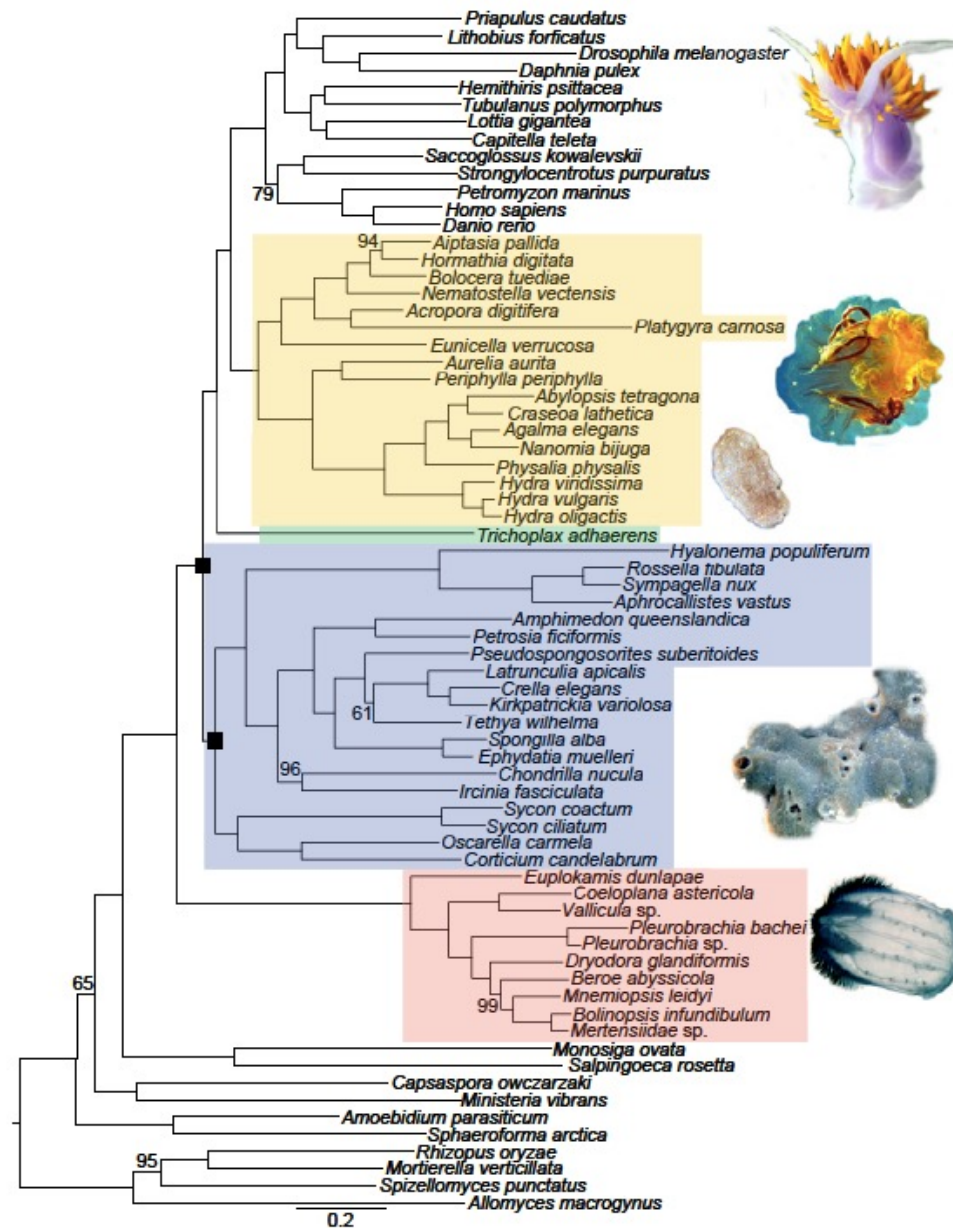 Priapulus caudatus
Lithobius forficatus
Drosophila melanogaster
Daphnia pulex
Hemithiris psittacea
Tubulanus polymorphus
Lottia gigantea
Capitella teleta
Saccoglossus kowalevskii
Strongylocentrotus purpuratus
79
Petromyzon marinus
Homo sapiens
Danio rerio
94
Aiptasia pallida
Hormathia digitata
Bolocera tuediae
Nematostella vectensis
Acropora digitifera
Platygyra carnosa
Eunicella verrucosa
Aurelia aurita
Periphylla periphylla
Abylopsis tetragona
Craseoa lathetica
Agalma elegans
Nanomia bijuga
Physalia physalis
Hydra viridissima
Hydra vulgaris
Hydra oligactis
Trichoplax adhaerens
Hyalonema populiferum
Rossella fibulata
Sympagella nux
Aphrocallistes vastus
Amphimedon queenslandica
Petrosia ficiformis
Pseudospongosorites suberitoides
Latrunculia apicalis
Crella elegans
Kirkpatrickia variolosa
61
Tethya wilhelma
Spongilla alba
Ephydatia muelleri
96
Chondrilla nucula
Ircinia fasciculata
Sycon coactum
Sycon ciliatum
Oscarella carmela
Corticium candelabrum
Euplokamis dunlapae
Coeloplana astericola
Vallicula sp.
Pleurobrachia bachei
Pleurobrachia sp.
Dryodora glandiformis
Beroe abyssicola
99
Mnemiopsis leidyi
Bolinopsis infundibulum
Mertensiidae sp.
65
Monosiga ovata
Salpingoeca rosetta
Capsaspora owczarzaki
Ministeria vibrans
Amoebidium parasiticum
Sphaeroforma arctica
Rhizopus oryzae
95
Mortierella verticillata
Spizellomyces punctatus
Allomyces macrogynus
0.2